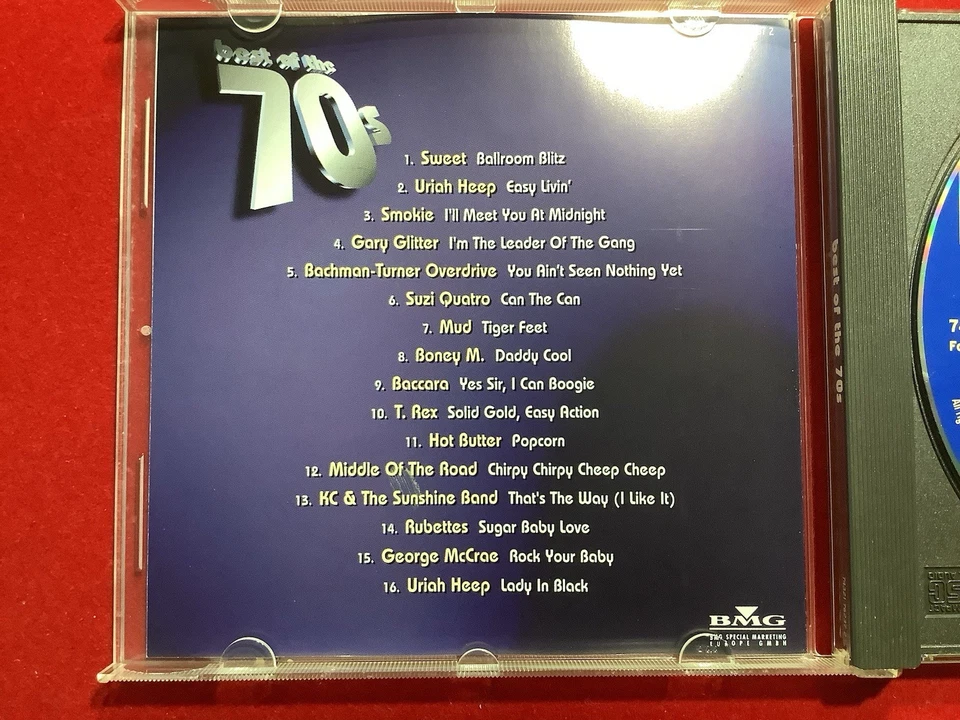 best of the
70s
1. Sweet Ballroom Blitz
2. Uriah Heep Easy Livin'
3. Smokie I'll Meet You At Midnight
4. Gary Glitter I'm The Leader Of The Gang
5. Bachman-Turner Overdrive You Ain't Seen Nothing Yet
6. Suzi Quatro Can The Can
7. Mud Tiger Feet
8. Boney M. Daddy Cool
9. Baccara Yes Sir, I Can Boogie
10. T. Rex Solid Gold, Easy Action
11. Hot Butter Popcorn
12. Middle Of The Road Chirpy Chirpy Cheep Cheep
13. KC & The Sunshine Band That's The Way (I Like It)
14. Rubettes Sugar Baby Love
15. George McCrae Rock Your Baby
16. Uriah Heep Lady In Black
BMG
BMG SPECIAL MARKETING
EUROPE GMBH
best of the 70s